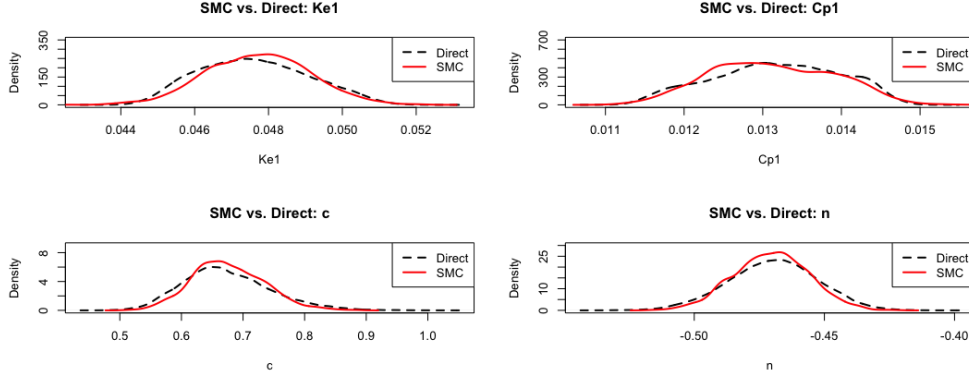 SMC vs. Direct: Ke1
Density
0 150 350
Direct
SMC
0.044 0.046 0.048 0.050 0.052
Ke1
SMC vs. Direct: Cp1
Density
0 300 700
Direct
SMC
0.011 0.012 0.013 0.014 0.015
Cp1
SMC vs. Direct: c
Density
0 4 8
Direct
SMC
0.5 0.6 0.7 0.8 0.9 1.0
c
SMC vs. Direct: n
Density
0 10 25
Direct
SMC
-0.50 -0.45 -0.40
n